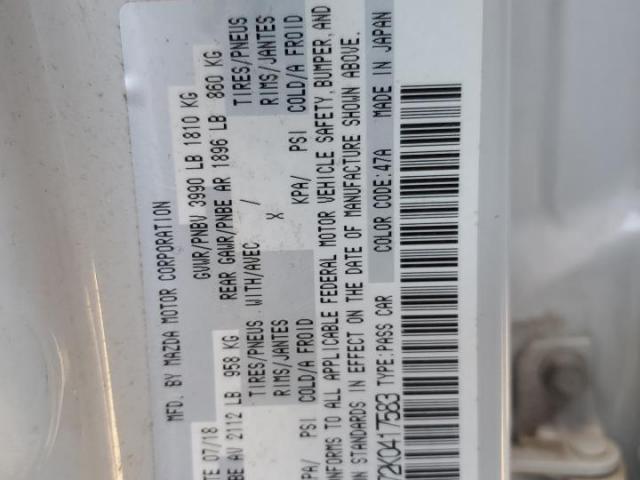 MFD. BY MAZDA MOTOR CORPORATION
TE 07/18 GVWR/PNBV 3990 LB 1810 KG
BE AV 2112 LB 958 KG REAR GAWR/PNBE AR 1896 LB 860 KG
TIRES/PNEUS WITH/AVEC / TIRES/PNEUS
RIMS/JANTES X RIMS/JANTES
PA/ PSI COLD/A FROID KPA/ PSI COLD/A FROID
NFORMS TO ALL APPLICABLE FEDERAL MOTOR VEHICLE SAFETY, BUMPER, AND
N STANDARDS IN EFFECT ON THE DATE OF MANUFACTURE SHOWN ABOVE.
72K0417583 TYPE:PASS CAR COLOR CODE:47A MADE IN JAPAN